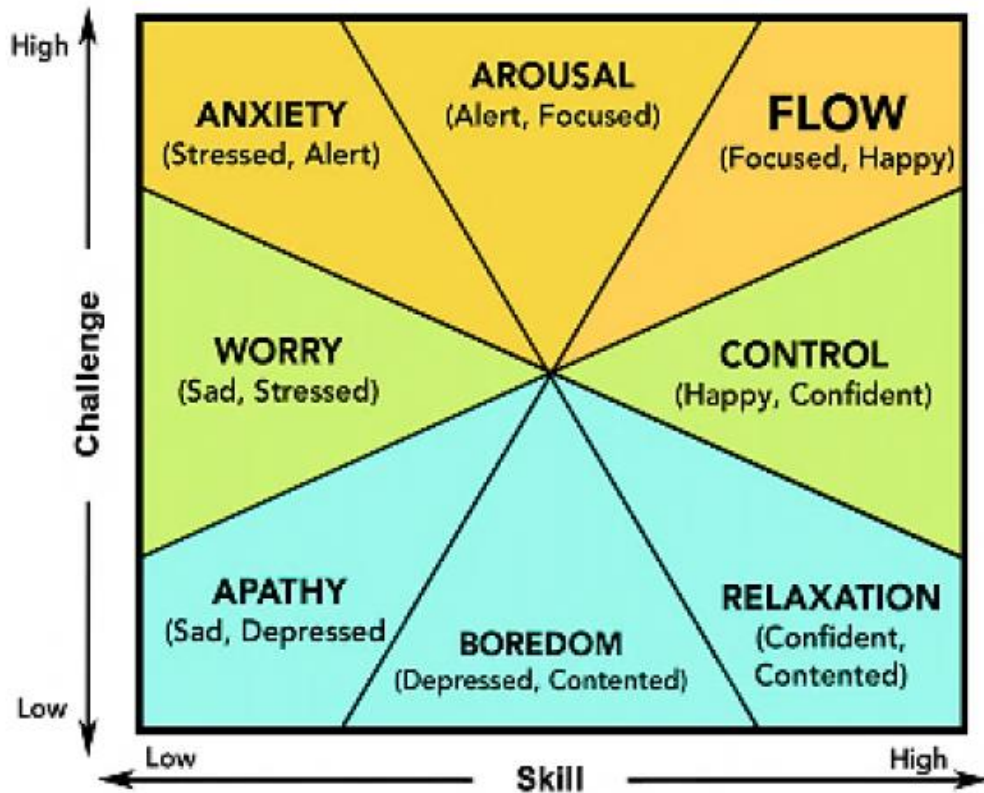 High
ANXIETY
(Stressed, Alert)
AROUSAL
(Alert, Focused)
FLOW
(Focused, Happy)
Challenge
WORRY
(Sad, Stressed)
CONTROL
(Happy, Confident)
APATHY
(Sad, Depressed
BOREDOM
(Depressed, Contented)
RELAXATION
(Confident,
Contented)
Low
Low
Skill
High